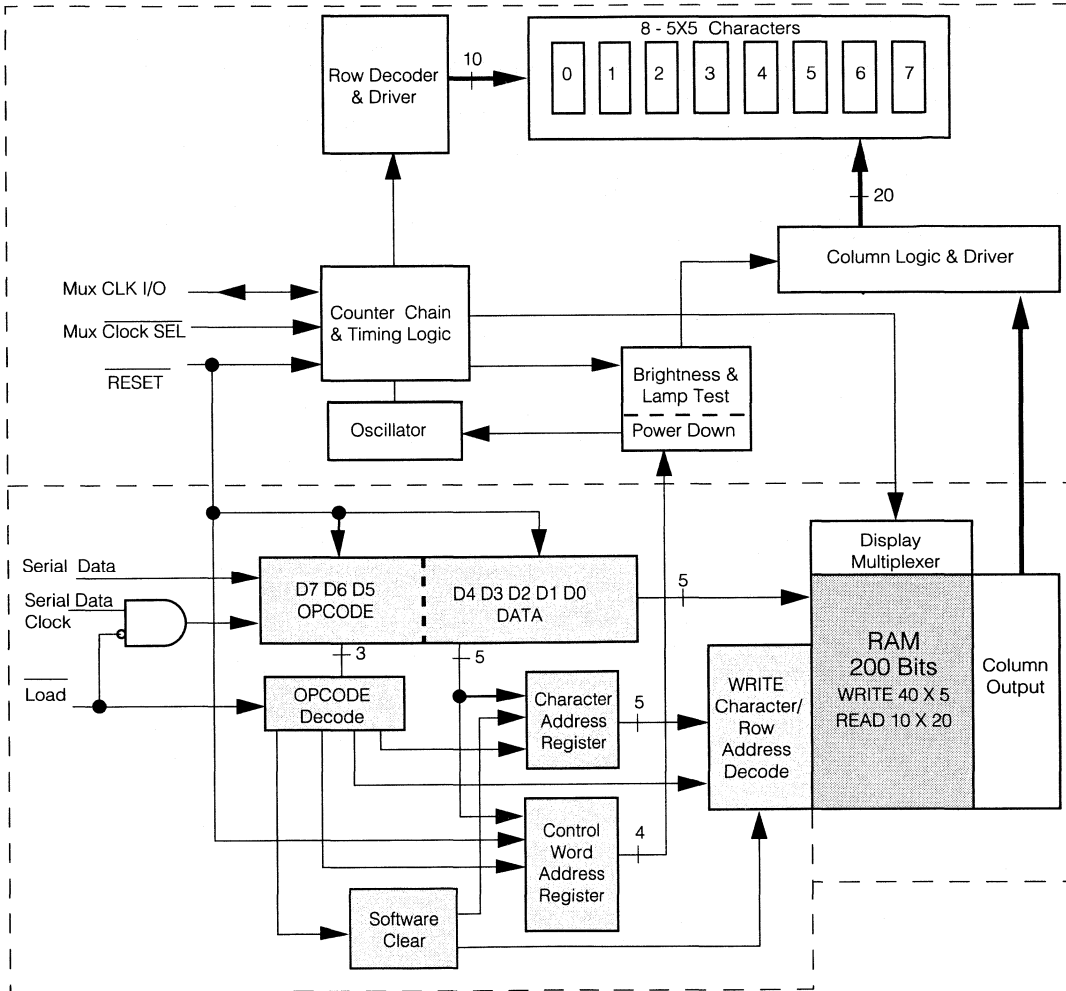 8 - 5X5 Characters
0 1 2 3 4 5 6 7
Row Decoder
& Driver
10
20
Column Logic & Driver
Mux CLK I/O
Mux Clock SEL
RESET
Counter Chain
& Timing Logic
Oscillator
Brightness &
Lamp Test
Power Down
Serial Data
Serial Data
Clock
Load
D7 D6 D5
OPCODE
D4 D3 D2 D1 D0
DATA
5
3
5
OPCODE
Decode
Character
Address
Register
5
Control
Word
Address
Register
4
Software
Clear
WRITE
Character/
Row
Address
Decode
Display
Multiplexer
RAM
200 Bits
WRITE 40 X 5
READ 10 X 20
Column
Output